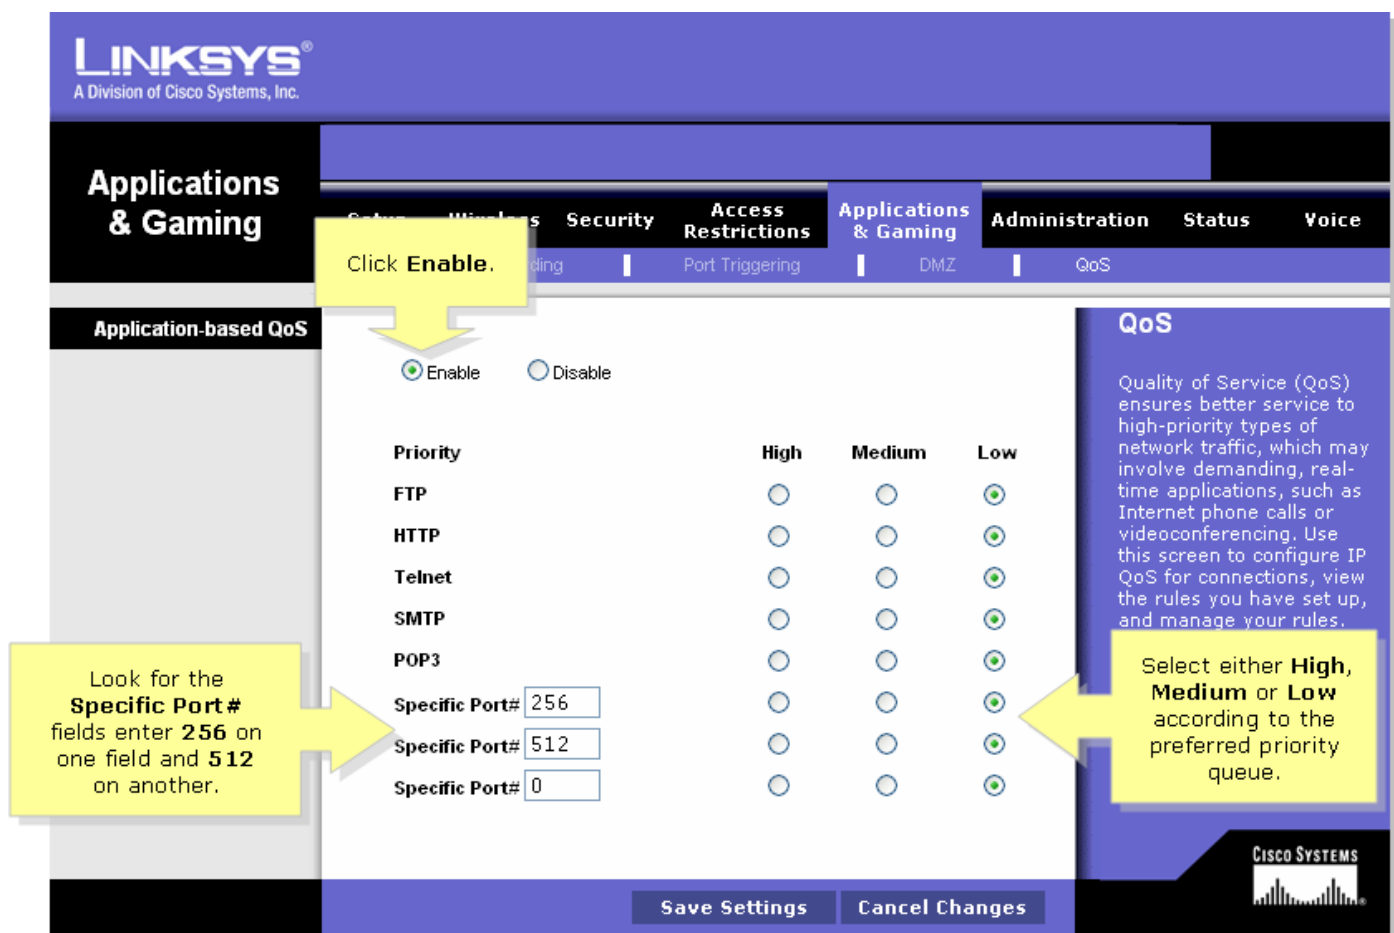 LINKSYS®
A Division of Cisco Systems, Inc.
Applications
& Gaming
Security
Access
Restrictions
Applications
& Gaming
Administration
Status
Voice
Port Triggering
DMZ
QoS
Click Enable.
Application-based QoS
Enable
Disable
Priority High Medium Low
FTP
HTTP
Telnet
SMTP
POP3
Specific Port# 256
Specific Port# 512
Specific Port# 0
Look for the
Specific Port#
fields enter 256 on
one field and 512
on another.
QoS
Quality of Service (QoS)
ensures better service to
high-priority types of
network traffic, which may
involve demanding, real-
time applications, such as
Internet phone calls or
videoconferencing. Use
this screen to configure IP
QoS for connections, view
the rules you have set up,
and manage your rules.
Select either High,
Medium or Low
according to the
preferred priority
queue.
Save Settings
Cancel Changes
CISCO SYSTEMS